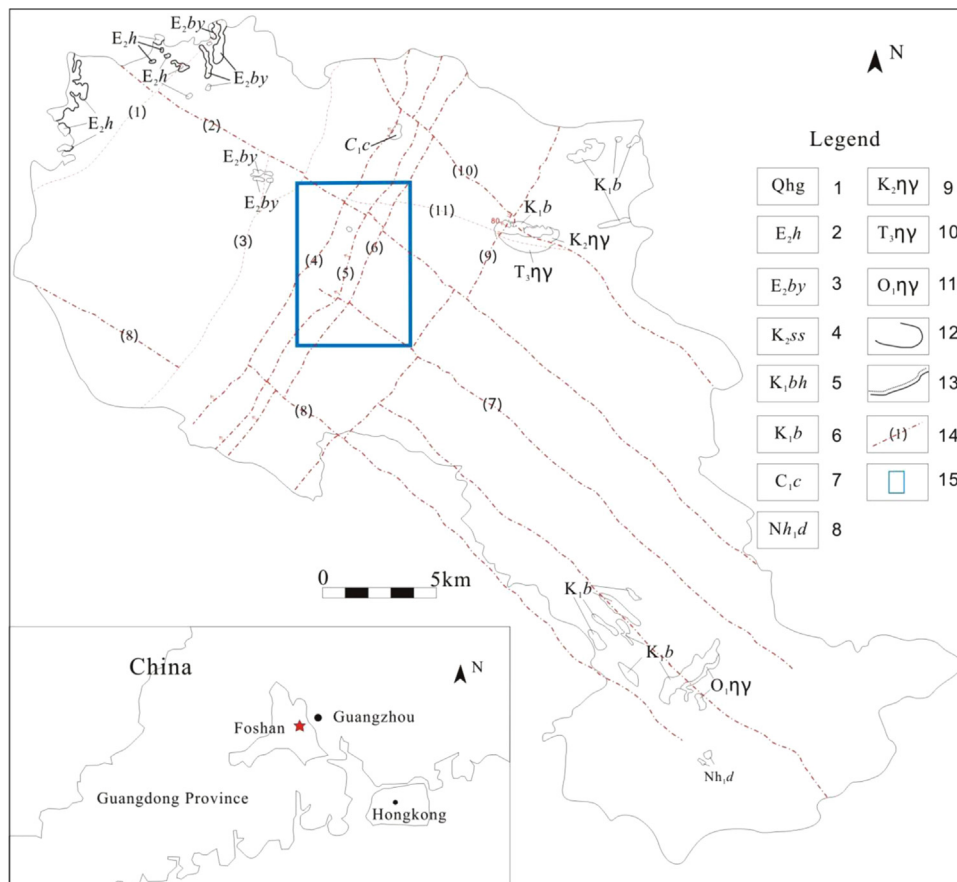 E₂by
E₂h
E₂h
E₂by
N
(1)
(2)
E₂h
E₂h
C₁c
Legend
(10)
E₂by
E₂by
K₁b
(11)
K₁b
80
K₂ηγ
T₃ηγ
(3)
(4)
(5)
(6)
(9)
(8)
(8)
(7)
Qhg 1
E₂h 2
E₂by 3
K₂ss 4
K₁bh 5
K₁b 6
C₁c 7
Nh₁d 8
K₂ηγ 9
T₃ηγ 10
O₁ηγ 11
12
13
(1) 14
15
0 5km
K₁b
K₁b
O₁ηγ
Nh₁d
China
N
Foshan
Guangzhou
Guangdong Province
Hongkong